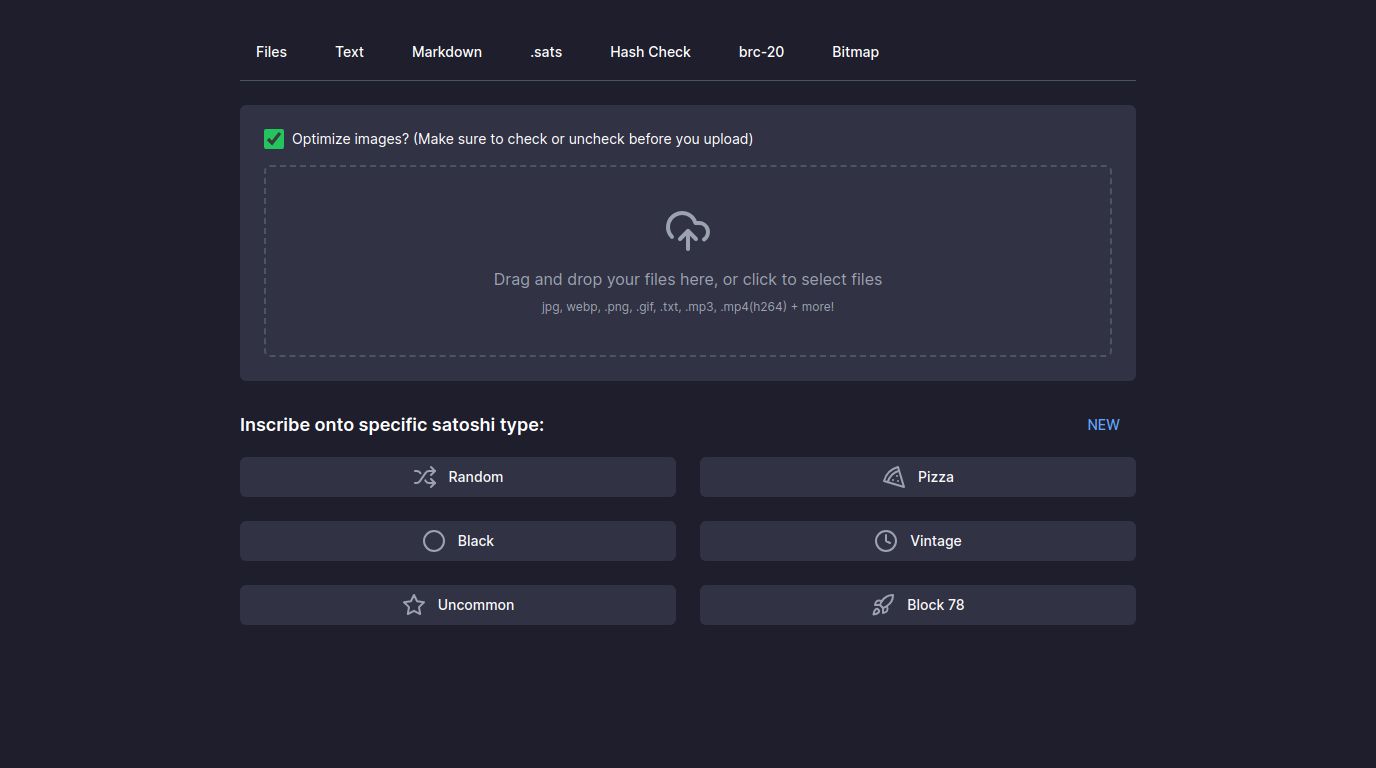 Files Text Markdown .sats Hash Check brc-20 Bitmap
Optimize images? (Make sure to check or uncheck before you upload)
Drag and drop your files here, or click to select files
jpg, webp, .png, .gif, .txt, .mp3, .mp4(h264) + more!
Inscribe onto specific satoshi type: NEW
Random Pizza
Black Vintage
Uncommon Block 78